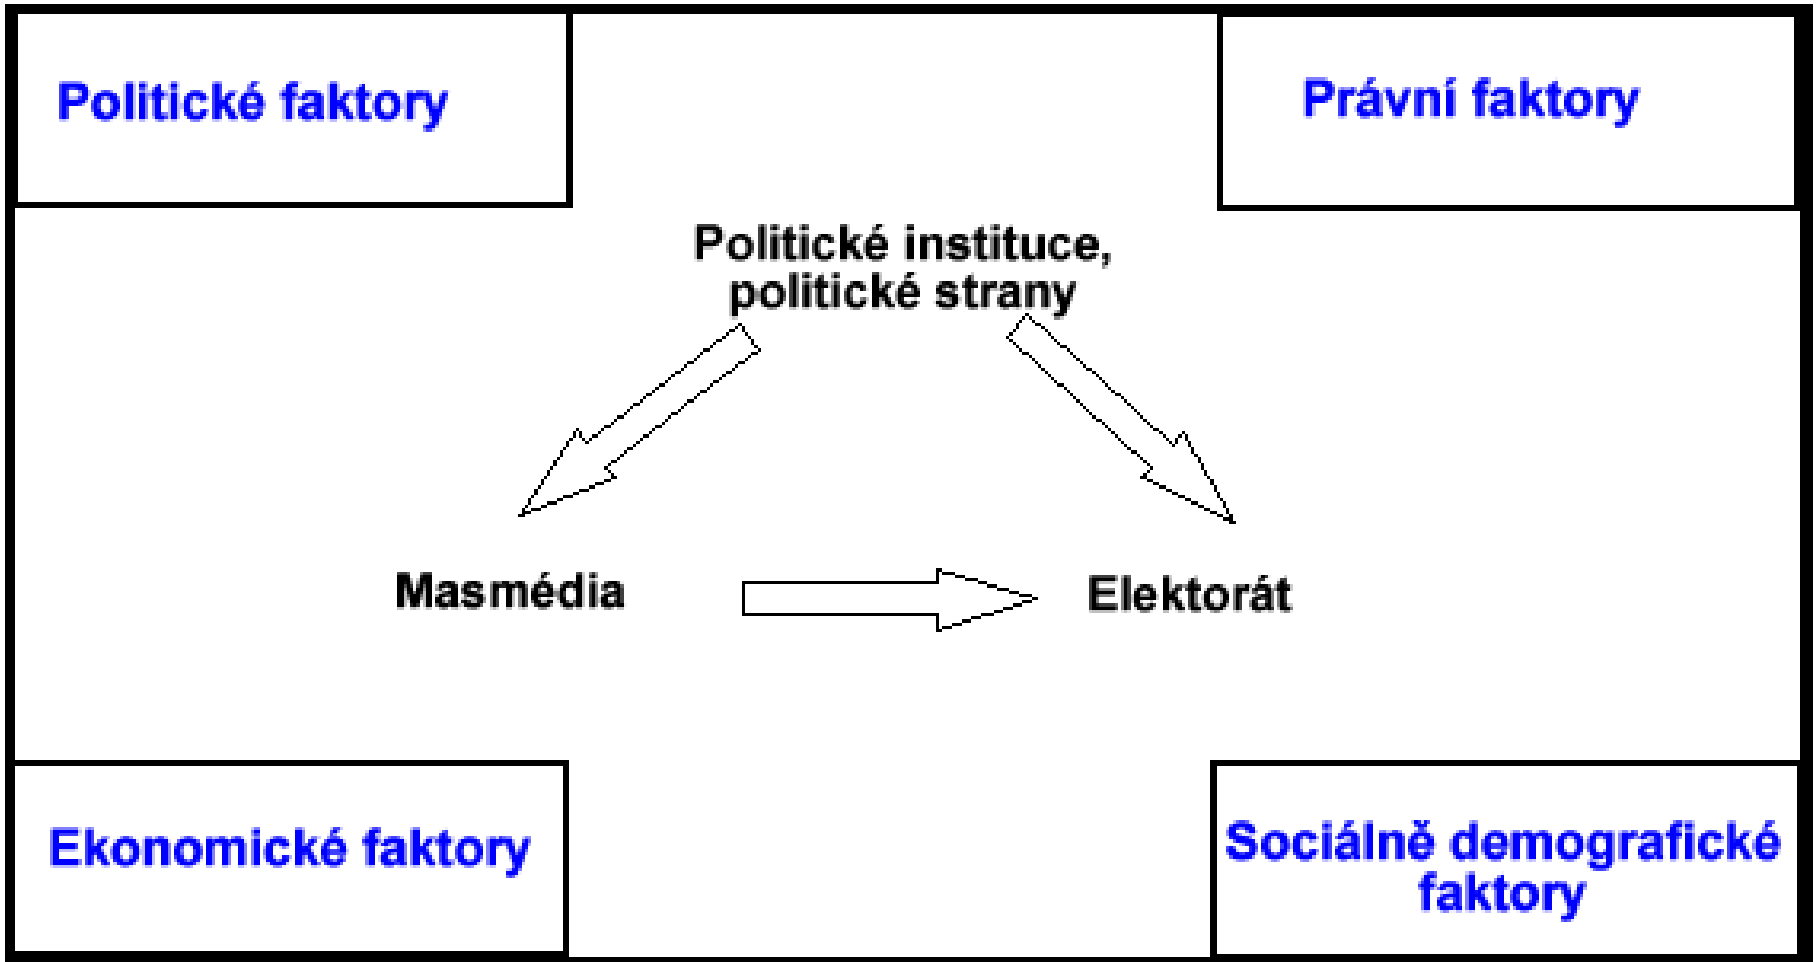 Politické faktory
Právní faktory
Politické instituce,
politické strany
Masmédia
Elektorát
Ekonomické faktory
Sociálně demografické
faktory